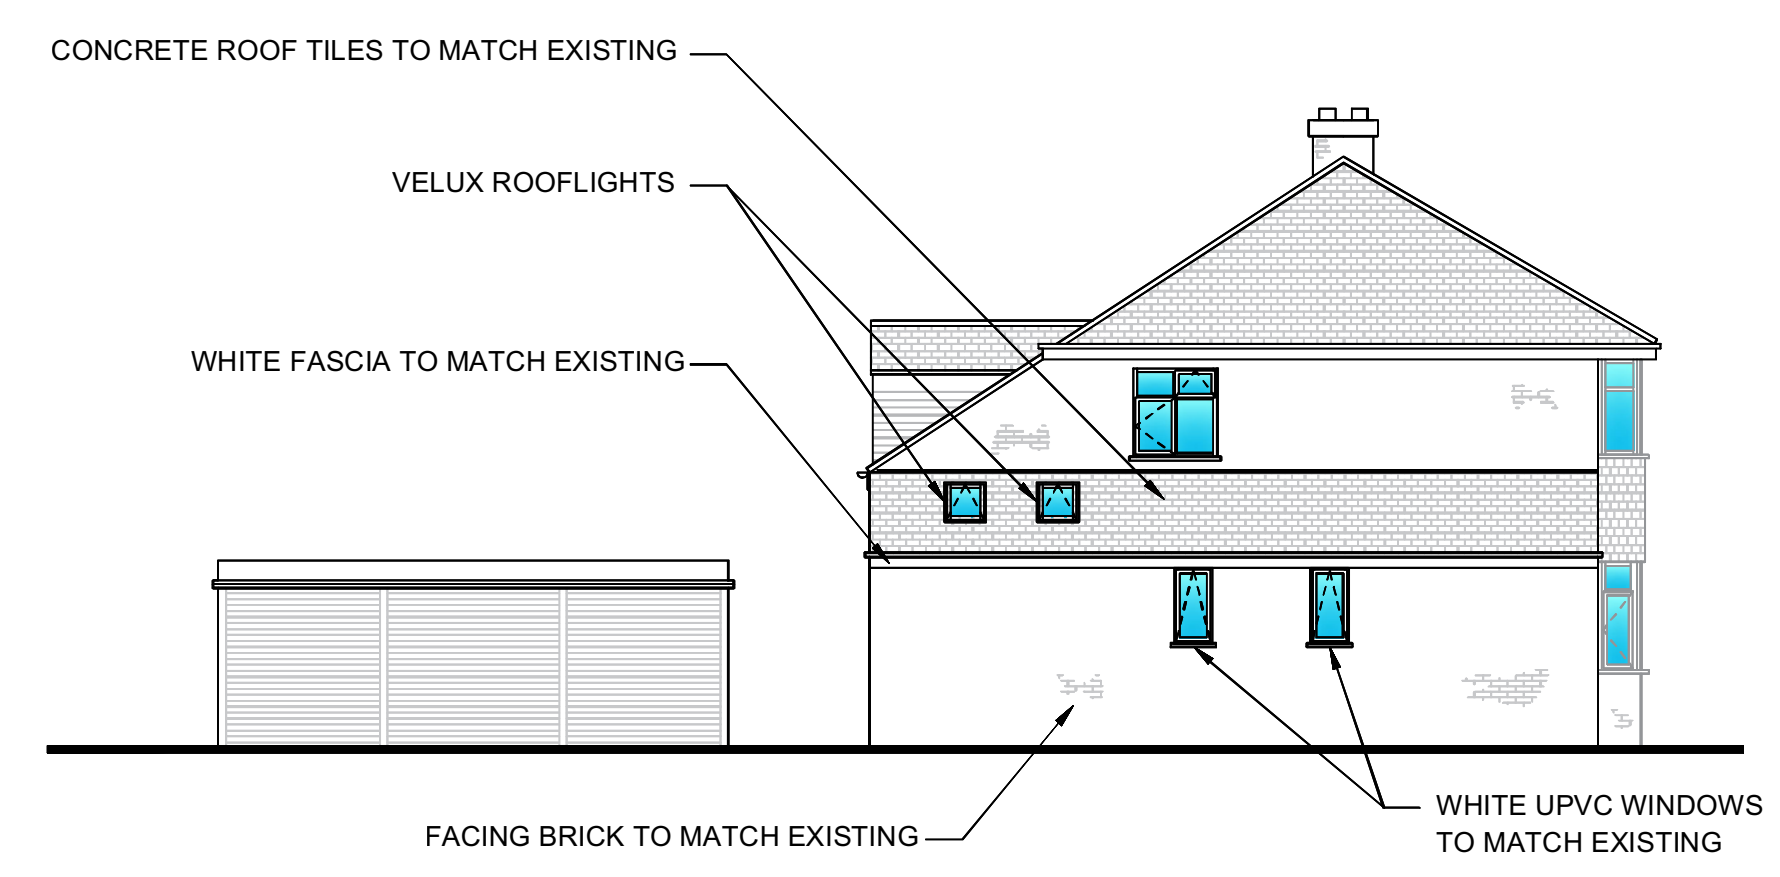 CONCRETE ROOF TILES TO MATCH EXISTING
VELUX ROOFLIGHTS
WHITE FASCIA TO MATCH EXISTING
FACING BRICK TO MATCH EXISTING
WHITE UPVC WINDOWS
TO MATCH EXISTING